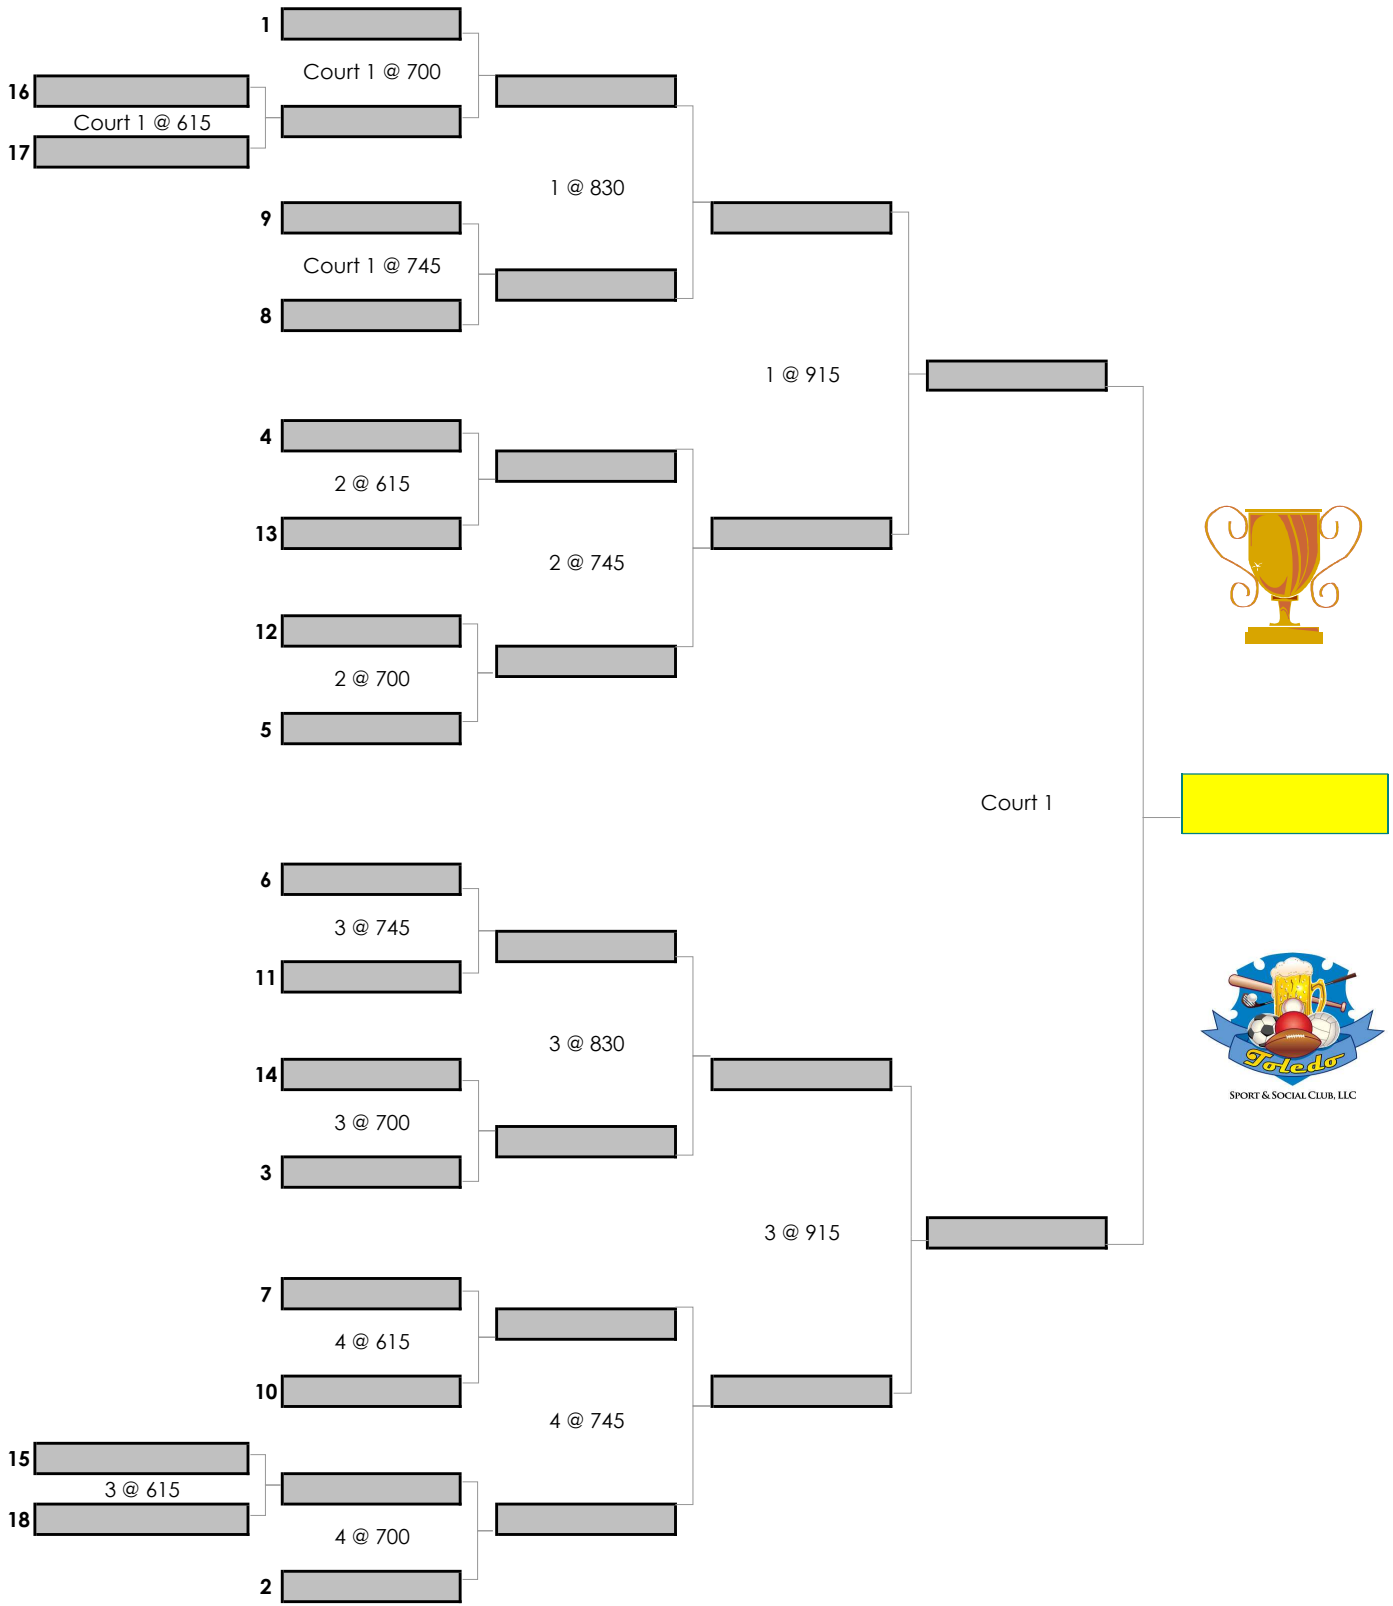 1
Court 1 @ 700
16
Court 1 @ 615
17
1 @ 830
9
Court 1 @ 745
8
1 @ 915
4
2 @ 615
13
2 @ 745
12
2 @ 700
5
Court 1
6
3 @ 745
11
3 @ 830
14
3 @ 700
3
Toledo
SPORT & SOCIAL CLUB, LLC
3 @ 915
7
4 @ 615
10
4 @ 745
15
3 @ 615
18
4 @ 700
2